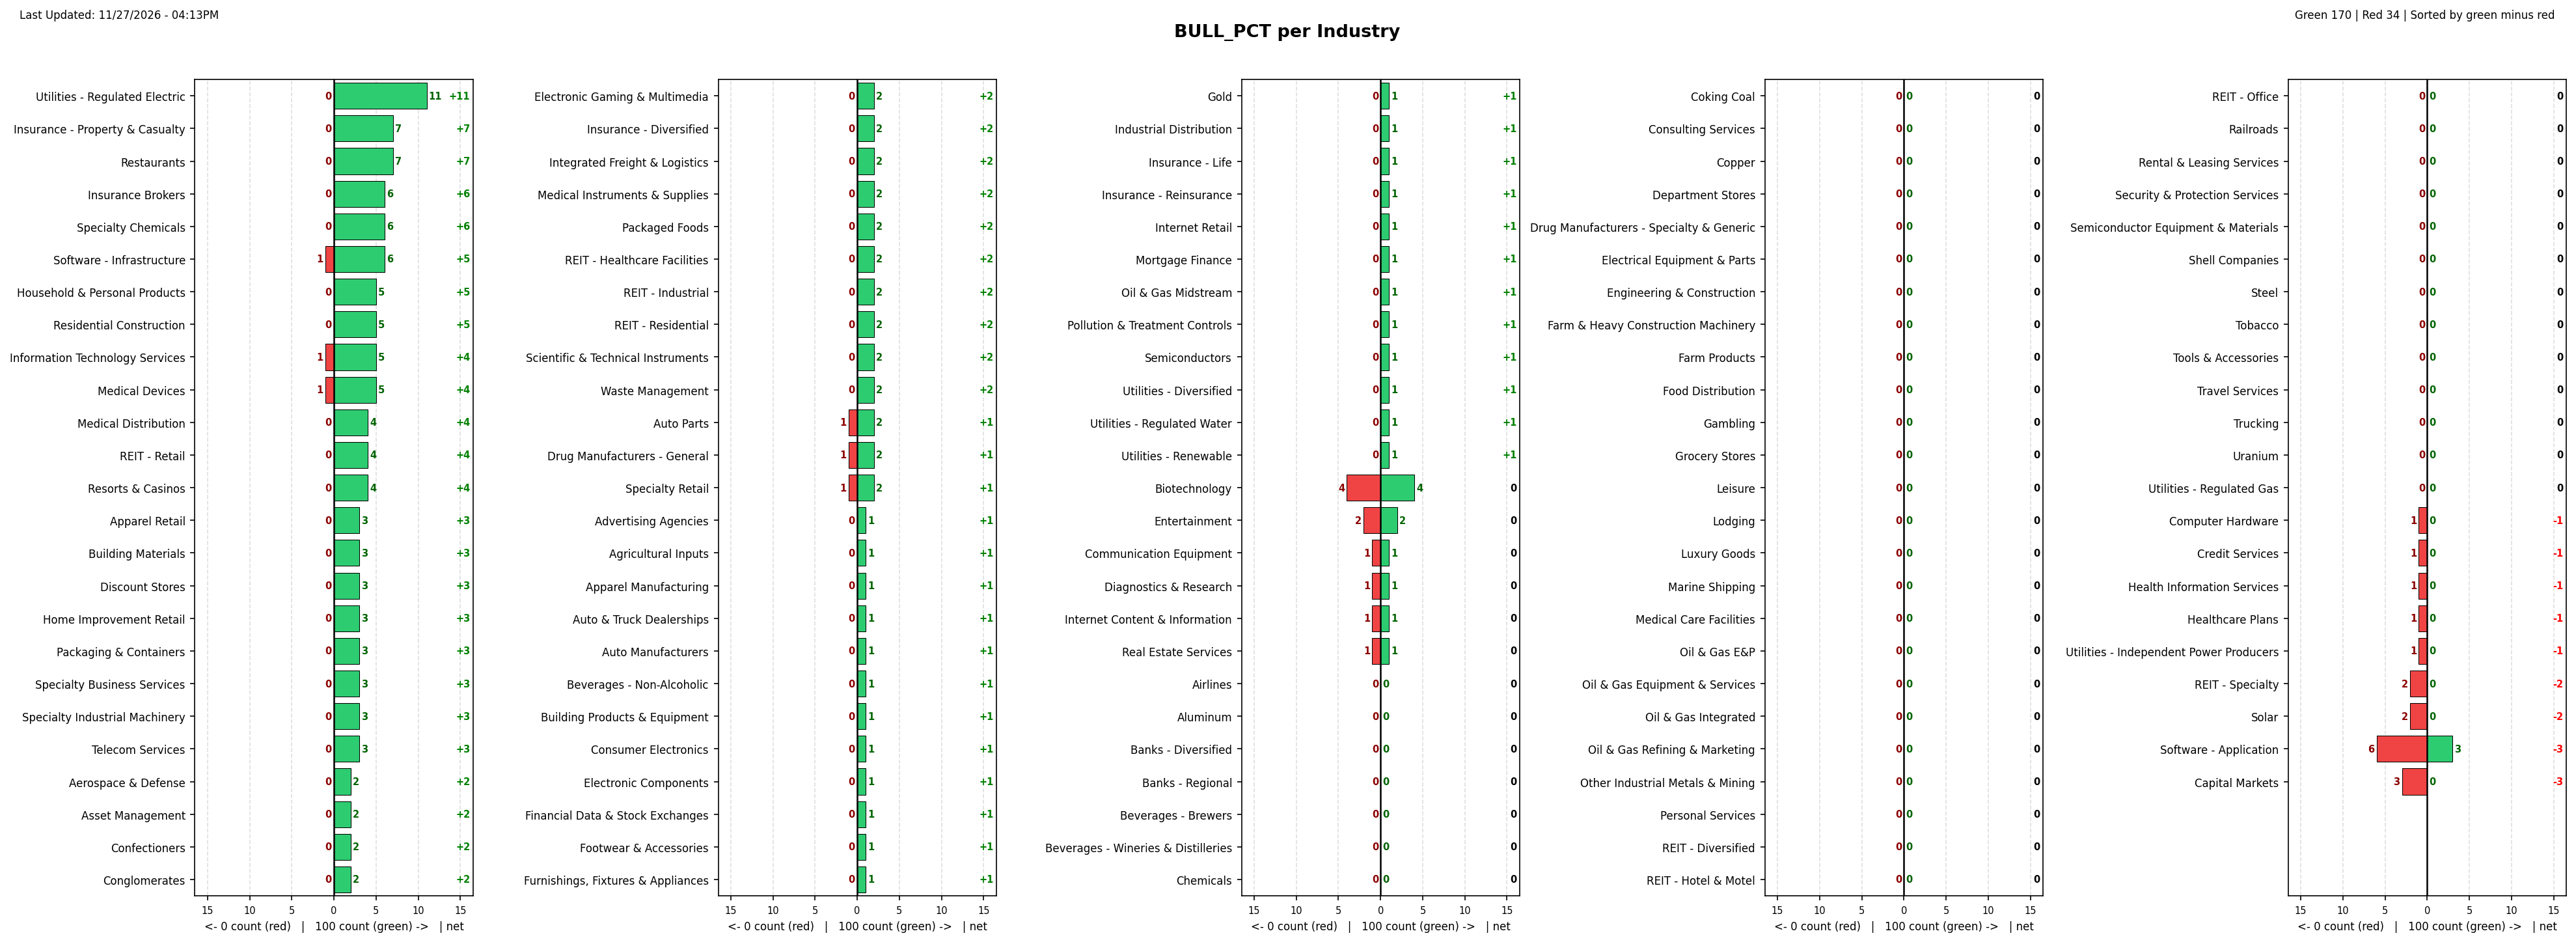 Last Updated: 11/27/2026 - 04:13PM
Green 170 | Red 34 | Sorted by green minus red
BULL_PCT per Industry
Utilities - Regulated Electric 0 11 +11
Insurance - Property & Casualty 0 7 +7
Restaurants 0 7 +7
Insurance Brokers 0 6 +6
Specialty Chemicals 0 6 +6
Software - Infrastructure 1 6 +5
Household & Personal Products 0 5 +5
Residential Construction 0 5 +5
Information Technology Services 1 5 +4
Medical Devices 1 5 +4
Medical Distribution 0 4 +4
REIT - Retail 0 4 +4
Resorts & Casinos 0 4 +4
Apparel Retail 0 3 +3
Building Materials 0 3 +3
Discount Stores 0 3 +3
Home Improvement Retail 0 3 +3
Packaging & Containers 0 3 +3
Specialty Business Services 0 3 +3
Specialty Industrial Machinery 0 3 +3
Telecom Services 0 3 +3
Aerospace & Defense 0 2 +2
Asset Management 0 2 +2
Confectioners 0 2 +2
Conglomerates 0 2 +2
15 10 5 0 5 10 15
<- 0 count (red) | 100 count (green) -> | net
Electronic Gaming & Multimedia 0 2 +2
Insurance - Diversified 0 2 +2
Integrated Freight & Logistics 0 2 +2
Medical Instruments & Supplies 0 2 +2
Packaged Foods 0 2 +2
REIT - Healthcare Facilities 0 2 +2
REIT - Industrial 0 2 +2
REIT - Residential 0 2 +2
Scientific & Technical Instruments 0 2 +2
Waste Management 0 2 +2
Auto Parts 1 2 +1
Drug Manufacturers - General 1 2 +1
Specialty Retail 1 2 +1
Advertising Agencies 0 1 +1
Agricultural Inputs 0 1 +1
Apparel Manufacturing 0 1 +1
Auto & Truck Dealerships 0 1 +1
Auto Manufacturers 0 1 +1
Beverages - Non-Alcoholic 0 1 +1
Building Products & Equipment 0 1 +1
Consumer Electronics 0 1 +1
Electronic Components 0 1 +1
Financial Data & Stock Exchanges 0 1 +1
Footwear & Accessories 0 1 +1
Furnishings, Fixtures & Appliances 0 1 +1
15 10 5 0 5 10 15
<- 0 count (red) | 100 count (green) -> | net
Gold 0 1 +1
Industrial Distribution 0 1 +1
Insurance - Life 0 1 +1
Insurance - Reinsurance 0 1 +1
Internet Retail 0 1 +1
Mortgage Finance 0 1 +1
Oil & Gas Midstream 0 1 +1
Pollution & Treatment Controls 0 1 +1
Semiconductors 0 1 +1
Utilities - Diversified 0 1 +1
Utilities - Regulated Water 0 1 +1
Utilities - Renewable 0 1 +1
Biotechnology 4 4 0
Entertainment 2 2 0
Communication Equipment 1 1 0
Diagnostics & Research 1 1 0
Internet Content & Information 1 1 0
Real Estate Services 1 1 0
Airlines 0 0 0
Aluminum 0 0 0
Banks - Diversified 0 0 0
Banks - Regional 0 0 0
Beverages - Brewers 0 0 0
Beverages - Wineries & Distilleries 0 0 0
Chemicals 0 0 0
15 10 5 0 5 10 15
<- 0 count (red) | 100 count (green) -> | net
Coking Coal 0 0 0
Consulting Services 0 0 0
Copper 0 0 0
Department Stores 0 0 0
Drug Manufacturers - Specialty & Generic 0 0 0
Electrical Equipment & Parts 0 0 0
Engineering & Construction 0 0 0
Farm & Heavy Construction Machinery 0 0 0
Farm Products 0 0 0
Food Distribution 0 0 0
Gambling 0 0 0
Grocery Stores 0 0 0
Leisure 0 0 0
Lodging 0 0 0
Luxury Goods 0 0 0
Marine Shipping 0 0 0
Medical Care Facilities 0 0 0
Oil & Gas E&P 0 0 0
Oil & Gas Equipment & Services 0 0 0
Oil & Gas Integrated 0 0 0
Oil & Gas Refining & Marketing 0 0 0
Other Industrial Metals & Mining 0 0 0
Personal Services 0 0 0
REIT - Diversified 0 0 0
REIT - Hotel & Motel 0 0 0
15 10 5 0 5 10 15
<- 0 count (red) | 100 count (green) -> | net
REIT - Office 0 0 0
Railroads 0 0 0
Rental & Leasing Services 0 0 0
Security & Protection Services 0 0 0
Semiconductor Equipment & Materials 0 0 0
Shell Companies 0 0 0
Steel 0 0 0
Tobacco 0 0 0
Tools & Accessories 0 0 0
Travel Services 0 0 0
Trucking 0 0 0
Uranium 0 0 0
Utilities - Regulated Gas 0 0 0
Computer Hardware 1 0 -1
Credit Services 1 0 -1
Health Information Services 1 0 -1
Healthcare Plans 1 0 -1
Utilities - Independent Power Producers 1 0 -1
REIT - Specialty 2 0 -2
Solar 2 0 -2
Software - Application 6 3 -3
Capital Markets 3 0 -3
15 10 5 0 5 10 15
<- 0 count (red) | 100 count (green) -> | net